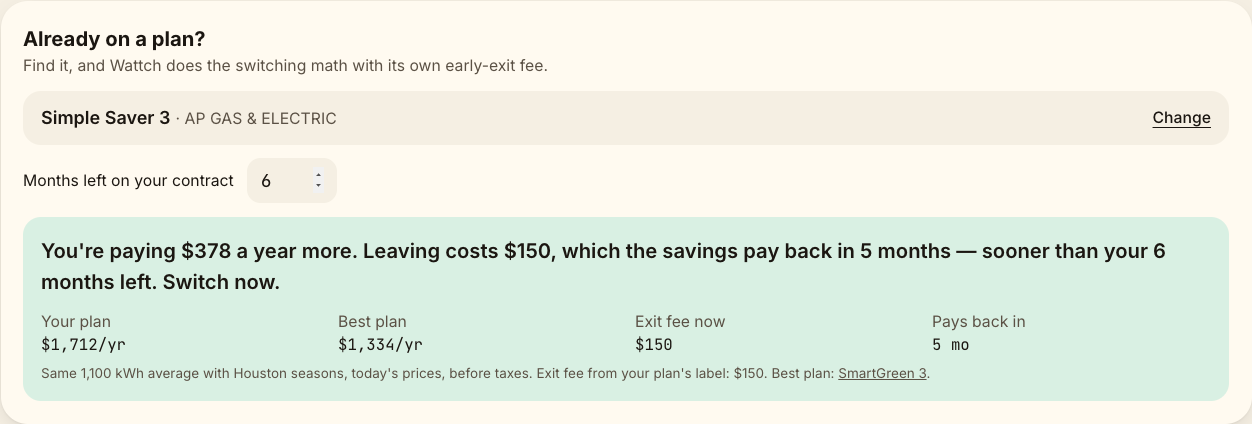 Already on a plan?
Find it, and Wattch does the switching math with its own early-exit fee.
Simple Saver 3 · AP GAS & ELECTRIC
Change
Months left on your contract 6
You're paying $378 a year more. Leaving costs $150, which the savings pay back in 5 months — sooner than your 6
months left. Switch now.
Your plan Best plan Exit fee now Pays back in
$1,712/yr $1,334/yr $150 5 mo
Same 1,100 kWh average with Houston seasons, today's prices, before taxes. Exit fee from your plan's label: $150. Best plan: SmartGreen 3.